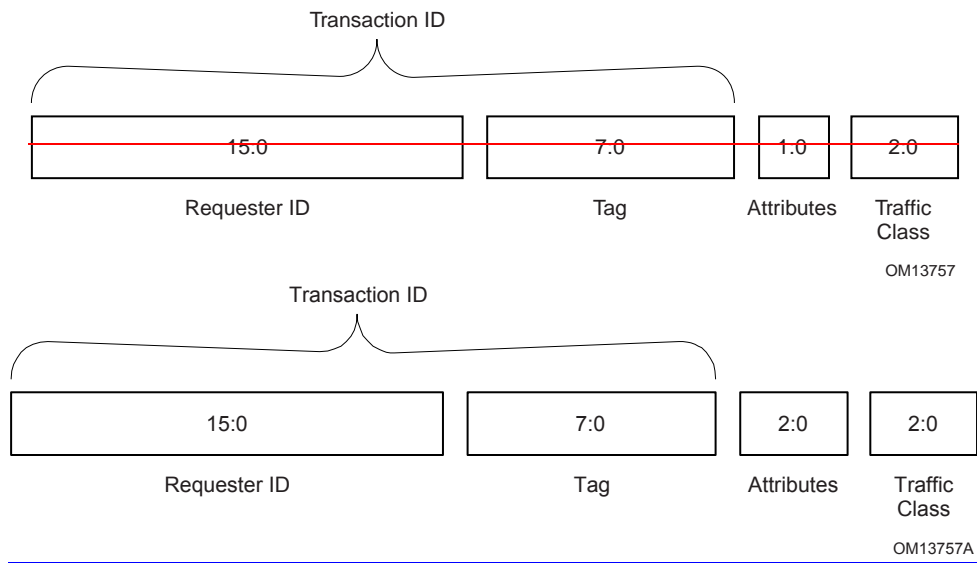 Transaction ID
15:0 7:0 1:0 2:0
Requester ID Tag Attributes Traffic
Class
OM13757
Transaction ID
15:0 7:0 2:0 2:0
Requester ID Tag Attributes Traffic
Class
OM13757A